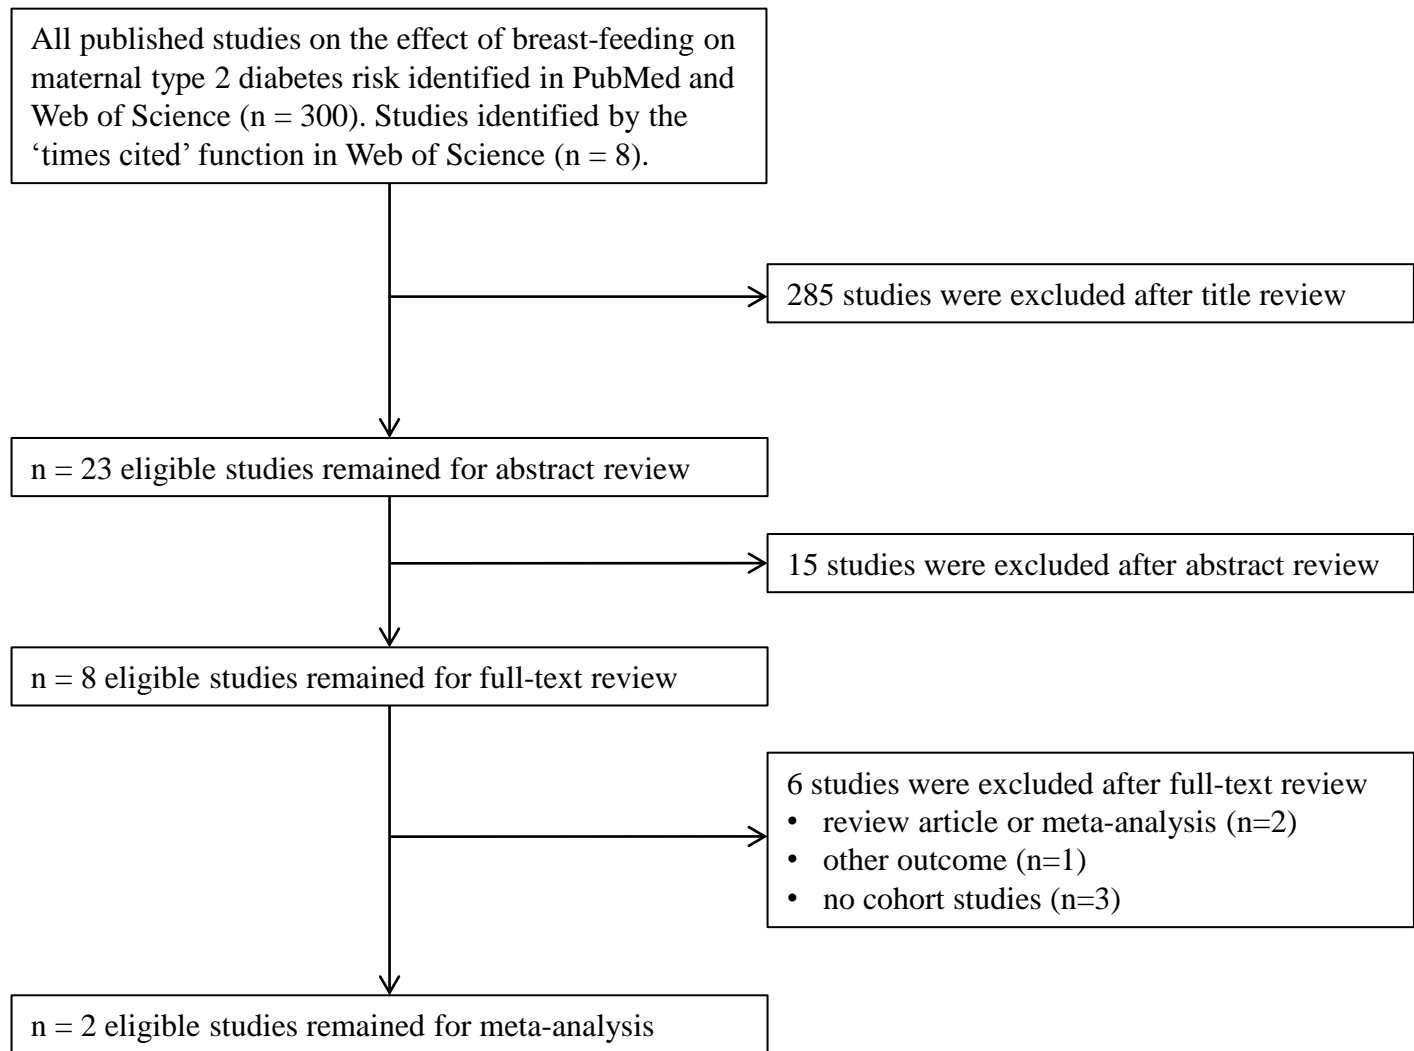 All published studies on the effect of breast-feeding on
maternal type 2 diabetes risk identified in PubMed and
Web of Science (n = 300). Studies identified by the
‘times cited’ function in Web of Science (n = 8).
285 studies were excluded after title review
n = 23 eligible studies remained for abstract review
15 studies were excluded after abstract review
n = 8 eligible studies remained for full-text review
6 studies were excluded after full-text review
• review article or meta-analysis (n=2)
• other outcome (n=1)
• no cohort studies (n=3)
n = 2 eligible studies remained for meta-analysis